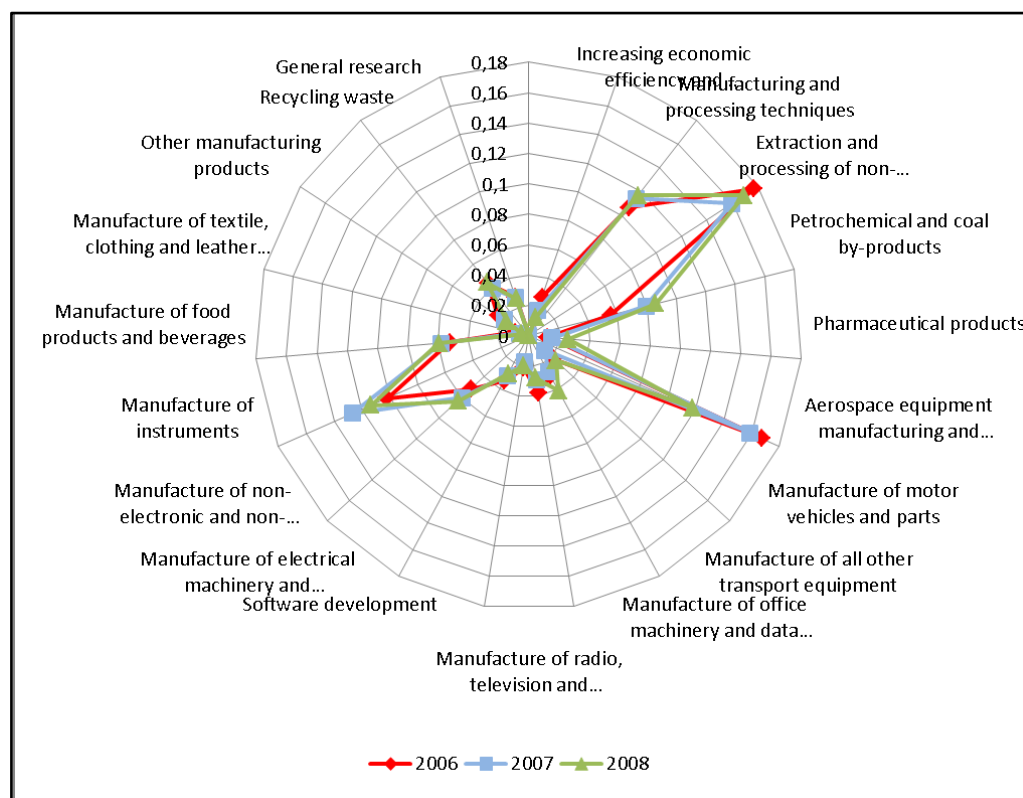 0,18
0,16
0,14
0,12
0,1
0,08
0,06
0,04
0,02
0
Increasing economic
efficiency and...
Manufacturing and
processing techniques
Extraction and
processing of non-...
Petrochemical and coal
by-products
Pharmaceutical products
Aerospace equipment
manufacturing and...
Manufacture of motor
vehicles and parts
Manufacture of all other
transport equipment
Manufacture of office
machinery and data...
Manufacture of radio,
television and...
Software development
Manufacture of electrical
machinery and...
Manufacture of non-
electronic and non-...
Manufacture of
instruments
Manufacture of food
products and beverages
Manufacture of textile,
clothing and leather...
Other manufacturing
products
Recycling waste
General research
2006
2007
2008